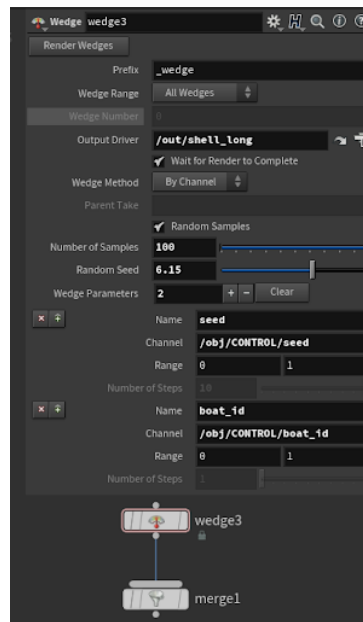 Wedge wedge3
Render Wedges
Prefix _wedge
Wedge Range All Wedges
Wedge Number 0
Output Driver /out/shell_long
Wait for Render to Complete
Wedge Method By Channel
Parent Take
Random Samples
Number of Samples 100
Random Seed 6.15
Wedge Parameters 2 + − Clear
Name seed
Channel /obj/CONTROL/seed
Range 0 1
Number of Steps 10
Name boat_id
Channel /obj/CONTROL/boat_id
Range 0 1
Number of Steps 1
wedge3
merge1